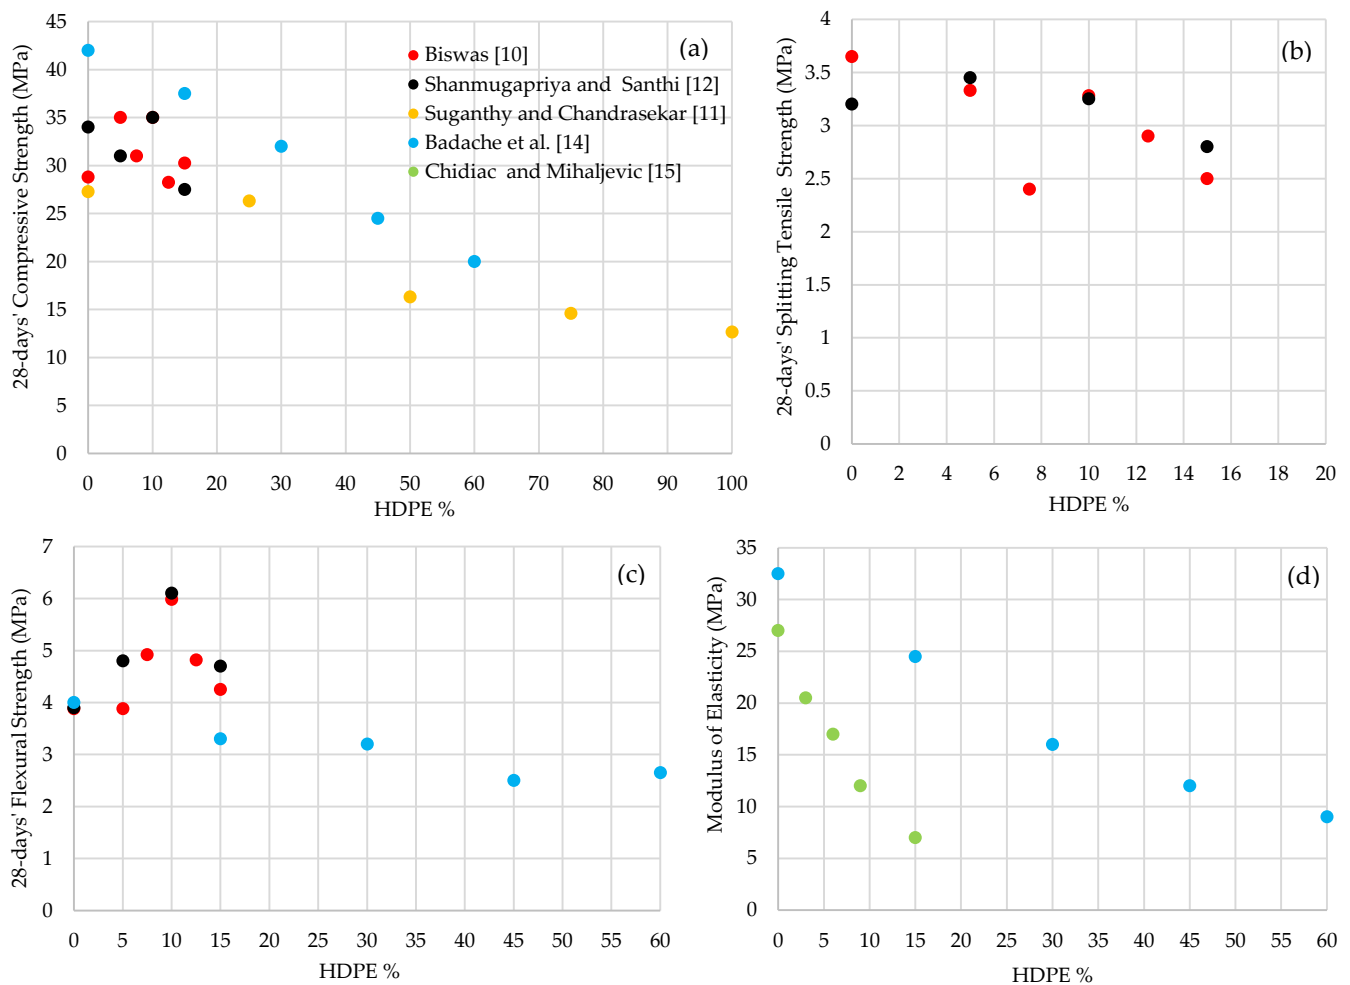 28-days' Compressive Strength (MPa)
45
40
35
30
25
20
15
10
5
0
(a)
Biswas [10]
Shanmugapriya and Santhi [12]
Suganthy and Chandrasekar [11]
Badache et al. [14]
Chidiac and Mihaljevic [15]
0 10 20 30 40 50 60 70 80 90 100
HDPE %
28-days' Splitting Tensile Strength (MPa)
4
3.5
3
2.5
2
1.5
1
0.5
0
(b)
0 2 4 6 8 10 12 14 16 18 20
HDPE %
28-days' Flexural Strength (MPa)
7
6
5
4
3
2
1
0
(c)
0 5 10 15 20 25 30 35 40 45 50 55 60
HDPE %
Modulus of Elasticity (MPa)
35
30
25
20
15
10
5
0
(d)
0 5 10 15 20 25 30 35 40 45 50 55 60
HDPE %